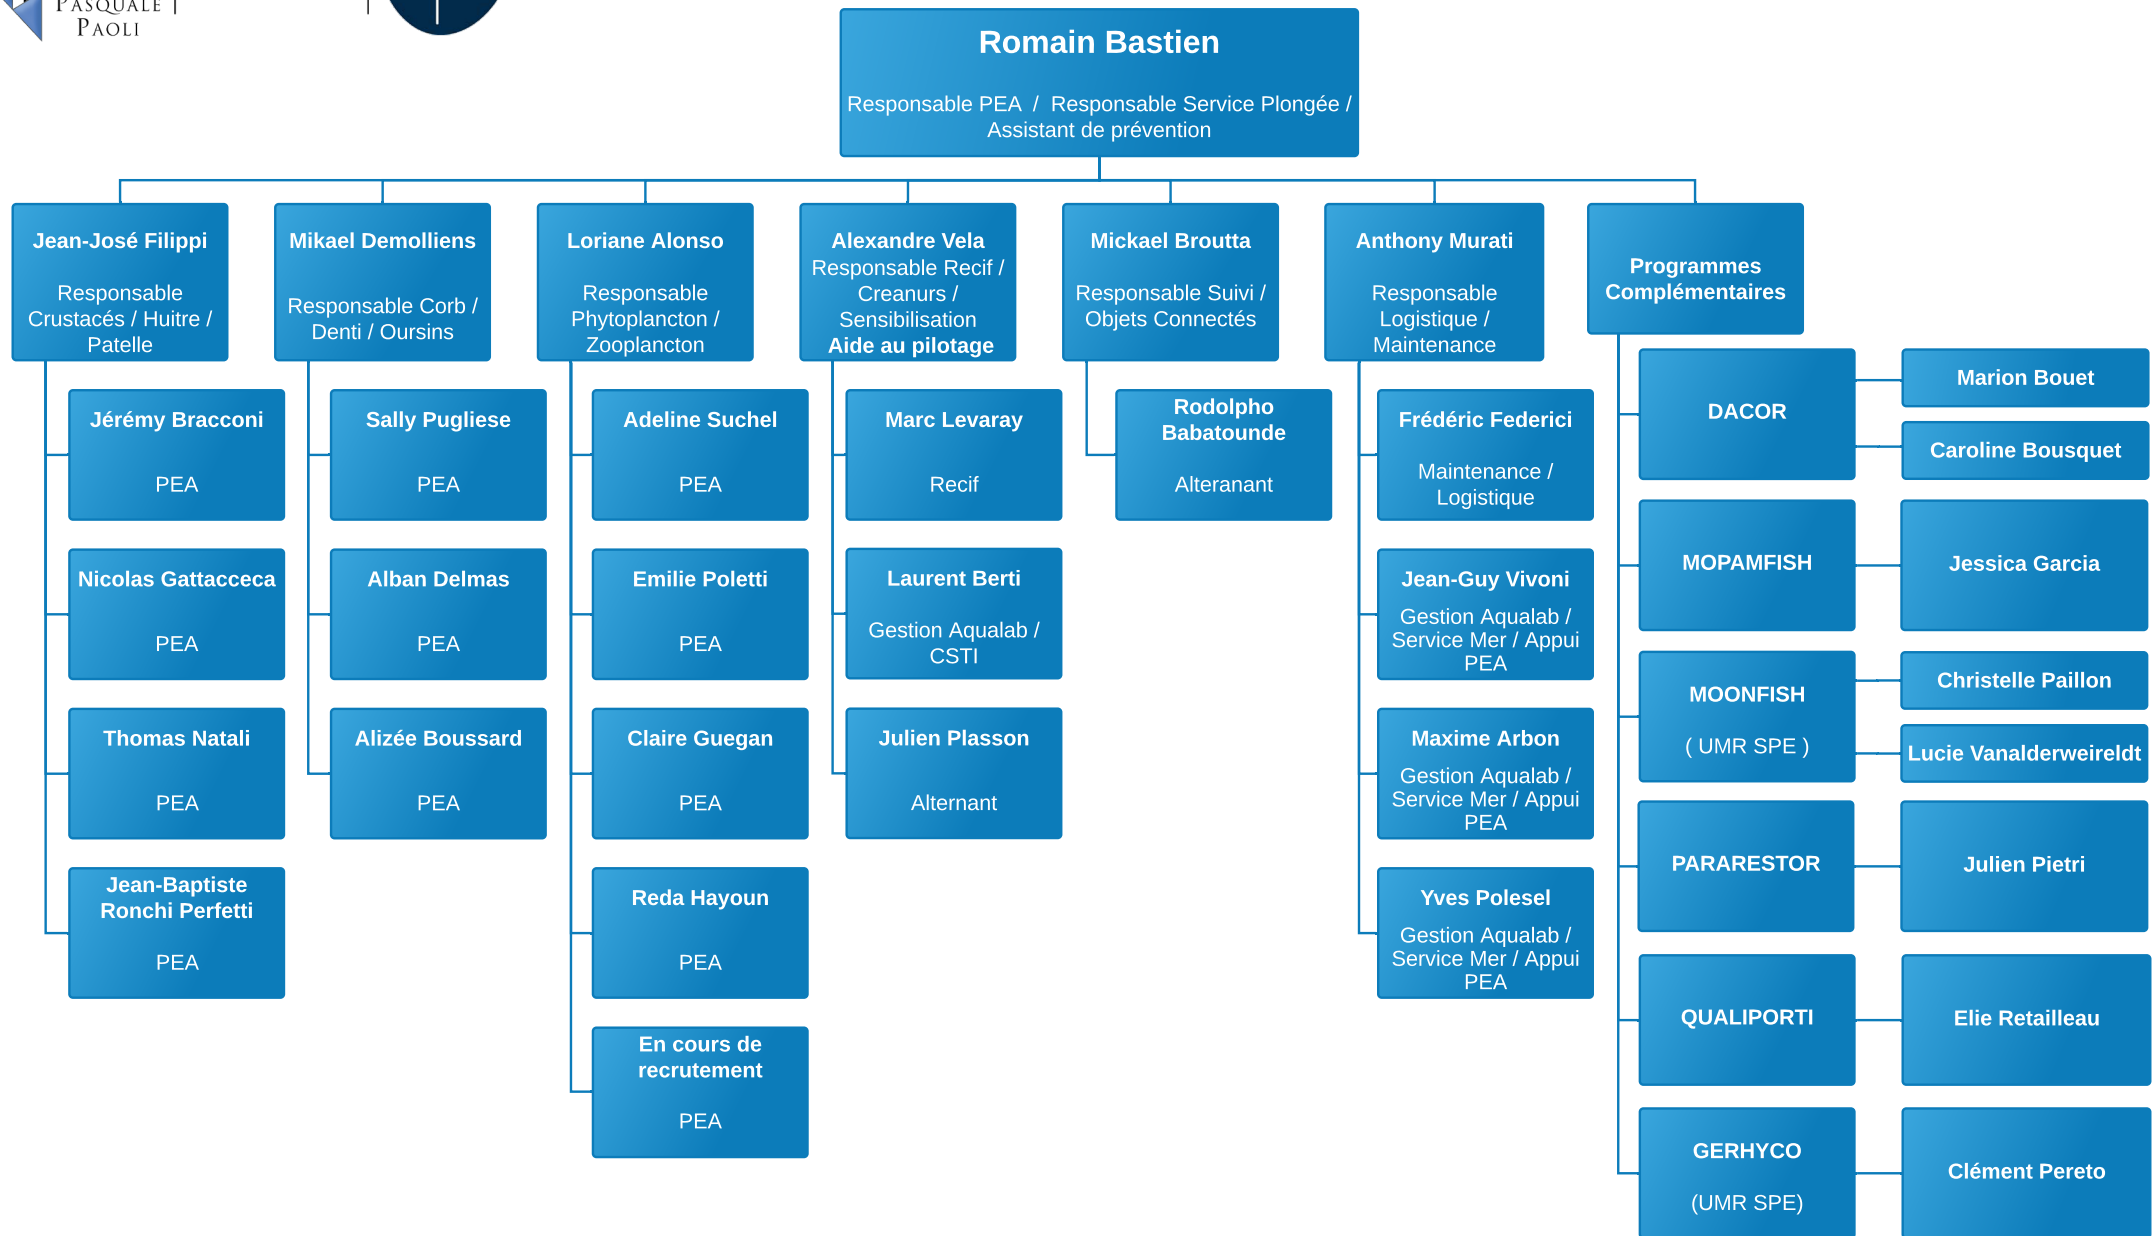 PASQUALE
PAOLI
Romain Bastien
Responsable PEA / Responsable Service Plongée /
Assistant de prévention
Jean-José Filippi
Responsable
Crustacés / Huitre /
Patelle
Mikael Demolliens
Responsable Corb /
Denti / Oursins
Loriane Alonso
Responsable
Phytoplancton /
Zooplancton
Alexandre Vela
Responsable Recif /
Creanurs /
Sensibilisation
Aide au pilotage
Mickael Broutta
Responsable Suivi /
Objets Connectés
Anthony Murati
Responsable
Logistique /
Maintenance
Programmes
Complémentaires
Jérémy Bracconi
PEA
Nicolas Gattacceca
PEA
Thomas Natali
PEA
Jean-Baptiste
Ronchi Perfetti
PEA
Sally Pugliese
PEA
Alban Delmas
PEA
Alizée Boussard
PEA
Adeline Suchel
PEA
Emilie Poletti
PEA
Claire Guegan
PEA
Reda Hayoun
PEA
En cours de
recrutement
PEA
Marc Levaray
Recif
Laurent Berti
Gestion Aqualab /
CSTI
Julien Plasson
Alternant
Rodolpho
Babatounde
Alteranant
Frédéric Federici
Maintenance /
Logistique
Jean-Guy Vivoni
Gestion Aqualab /
Service Mer / Appui
PEA
Maxime Arbon
Gestion Aqualab /
Service Mer / Appui
PEA
Yves Polesel
Gestion Aqualab /
Service Mer / Appui
PEA
DACOR
Marion Bouet
Caroline Bousquet
MOPAMFISH
Jessica Garcia
MOONFISH
( UMR SPE )
Christelle Paillon
Lucie Vanalderweireldt
PARARESTOR
Julien Pietri
QUALIPORTI
Elie Retailleau
GERHYCO
(UMR SPE)
Clément Pereto